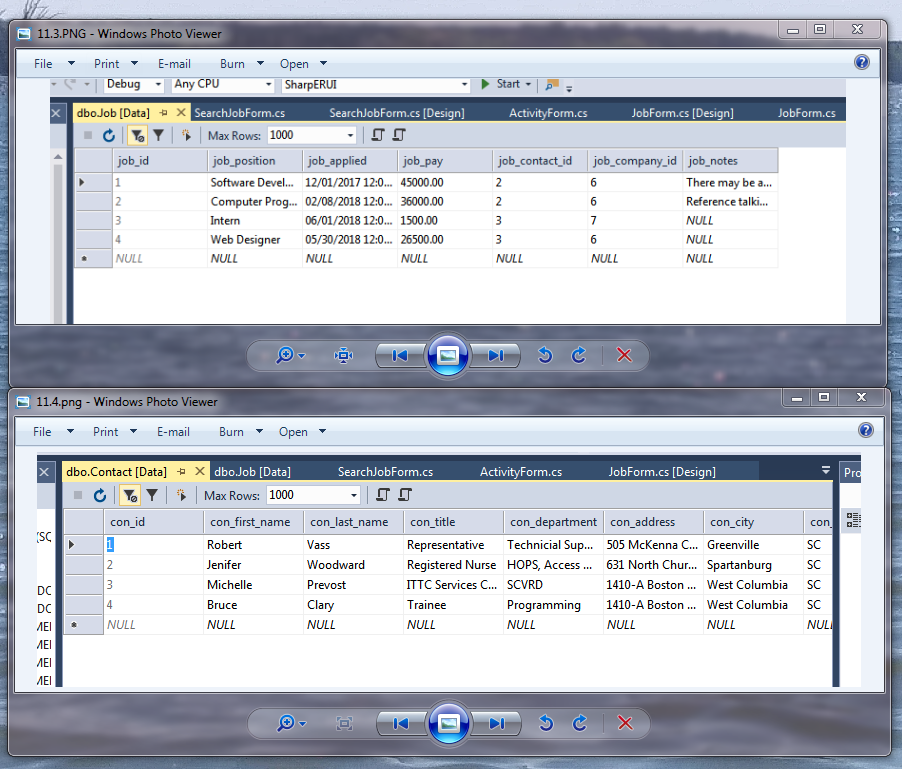 11.3.PNG - Windows Photo Viewer
File Print E-mail Burn Open
Debug Any CPU SharpERUI Start
dbo.Job [Data] SearchJobForm.cs SearchJobForm.cs [Design] ActivityForm.cs JobForm.cs [Design] JobForm.cs
Max Rows: 1000
job_id job_position job_applied job_pay job_contact_id job_company_id job_notes
1 Software Devel... 12/01/2017 12:0... 45000.00 2 6 There may be a...
2 Computer Prog... 02/08/2018 12:0... 36000.00 2 6 Reference talki...
3 Intern 06/01/2018 12:0... 1500.00 3 7 NULL
4 Web Designer 05/30/2018 12:0... 26500.00 3 6 NULL
NULL NULL NULL NULL NULL NULL NULL
11.4.png - Windows Photo Viewer
File Print E-mail Burn Open
dbo.Contact [Data] dbo.Job [Data] SearchJobForm.cs ActivityForm.cs JobForm.cs [Design] Pro
Max Rows: 1000
con_id con_first_name con_last_name con_title con_department con_address con_city con_
1 Robert Vass Representative Technicial Sup... 505 McKenna C... Greenville SC
2 Jenifer Woodward Registered Nurse HOPS, Access ... 631 North Chur... Spartanburg SC
3 Michelle Prevost ITTC Services C... SCVRD 1410-A Boston ... West Columbia SC
4 Bruce Clary Trainee Programming 1410-A Boston ... West Columbia SC
NULL NULL NULL NULL NULL NULL NULL NULL